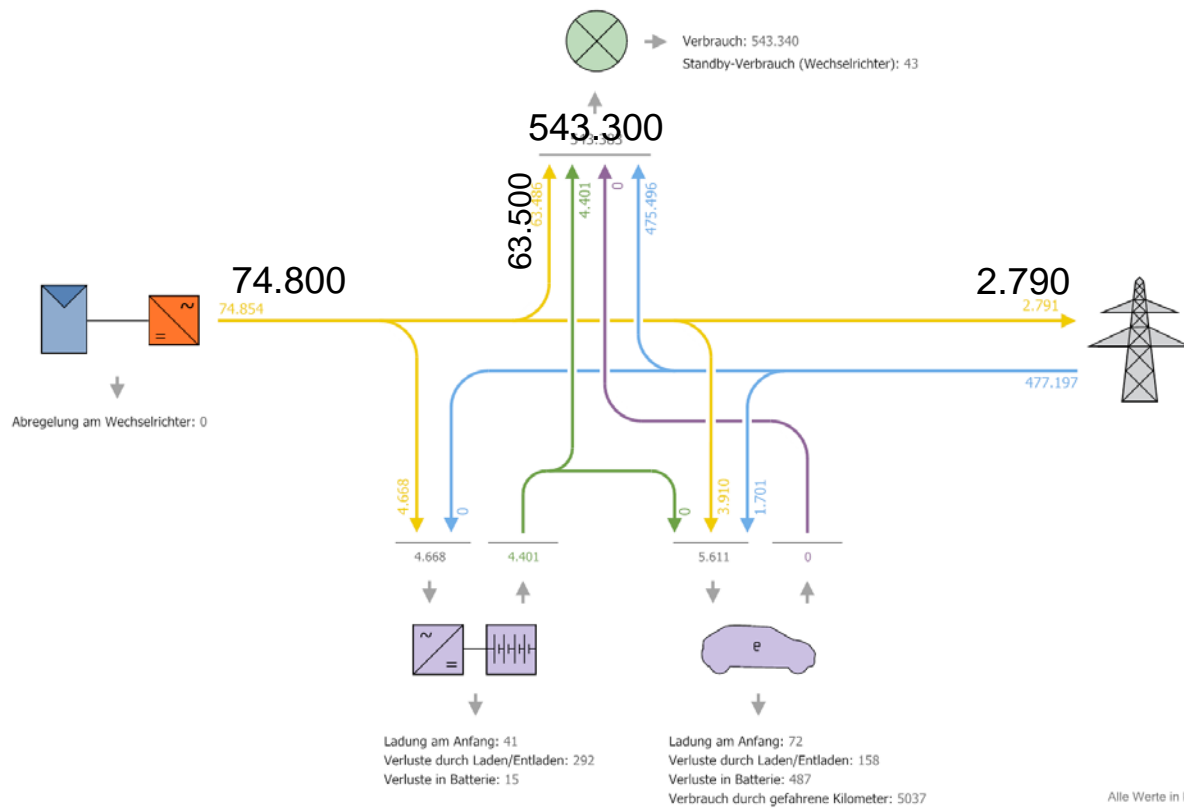 Verbrauch: 543.340
Standby-Verbrauch (Wechselrichter): 43
543.300
63.500
63.486
4.401
0
475.496
74.800
74.854
2.790
2.791
477.197
Abregelung am Wechselrichter: 0
4.668
0
0
3.910
1.701
4.668
4.401
5.611
0
e
Ladung am Anfang: 41
Verluste durch Laden/Entladen: 292
Verluste in Batterie: 15
Ladung am Anfang: 72
Verluste durch Laden/Entladen: 158
Verluste in Batterie: 487
Verbrauch durch gefahrene Kilometer: 5037
Alle Werte in